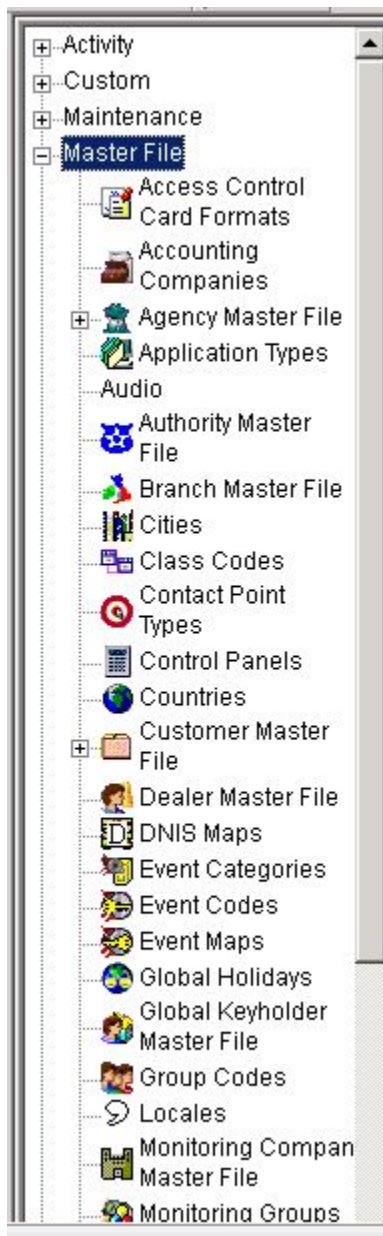 Activity
Custom
Maintenance
Master File
Access Control
Card Formats
Accounting
Companies
Agency Master File
Application Types
Audio
Authority Master
File
Branch Master File
Cities
Class Codes
Contact Point
Types
Control Panels
Countries
Customer Master
File
Dealer Master File
DNIS Maps
Event Categories
Event Codes
Event Maps
Global Holidays
Global Keyholder
Master File
Group Codes
Locales
Monitoring Compan
Master File
Monitoring Groups